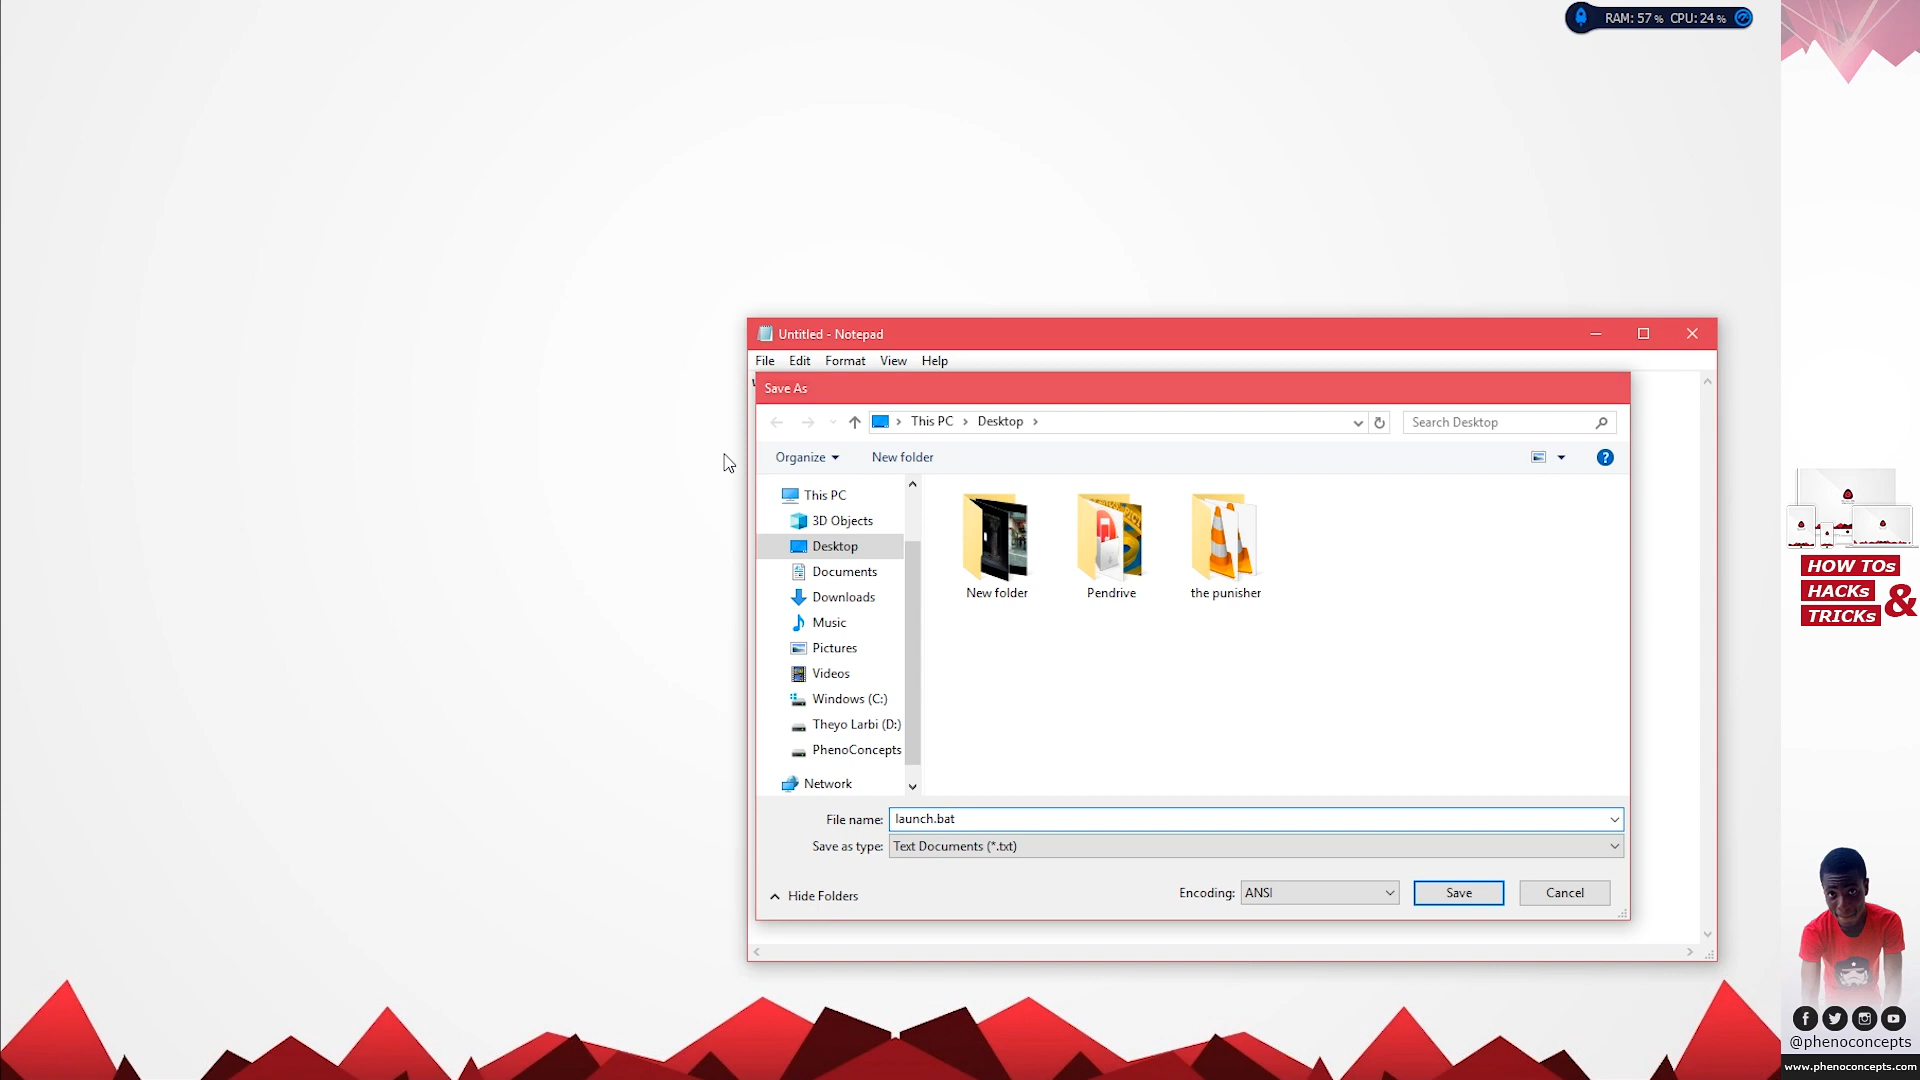 RAM: 57 % CPU: 24 %
Untitled - Notepad
File Edit Format View Help
Save As
This PC Desktop
Search Desktop
Organize New folder
This PC
3D Objects
Desktop
Documents
Downloads
Music
Pictures
Videos
Windows (C:)
Theyo Larbi (D:)
PhenoConcepts
Network
New folder
Pendrive
the punisher
File name: launch.bat
Save as type: Text Documents (*.txt)
Hide Folders
Encoding: ANSI Save Cancel
HOW TOs
HACKs &
TRICKs
@phenoconcepts
www.phenoconcepts.com